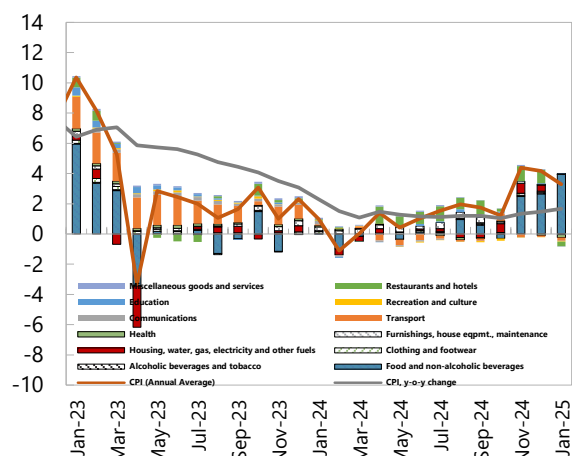 14
12
10
8
6
4
2
0
-2
-4
-6
-8
-10
Miscellaneous goods and services
Restaurants and hotels
Education
Recreation and culture
Communications
Transport
Health
Furnishings, house eqpmt., maintenance
Housing, water, gas, electricity and other fuels
Clothing and footwear
Alcoholic beverages and tobacco
Food and non-alcoholic beverages
CPI (Annual Average)
CPI, y-o-y change
Jan-23
Mar-23
May-23
Jul-23
Sep-23
Nov-23
Jan-24
Mar-24
May-24
Jul-24
Sep-24
Nov-24
Jan-25